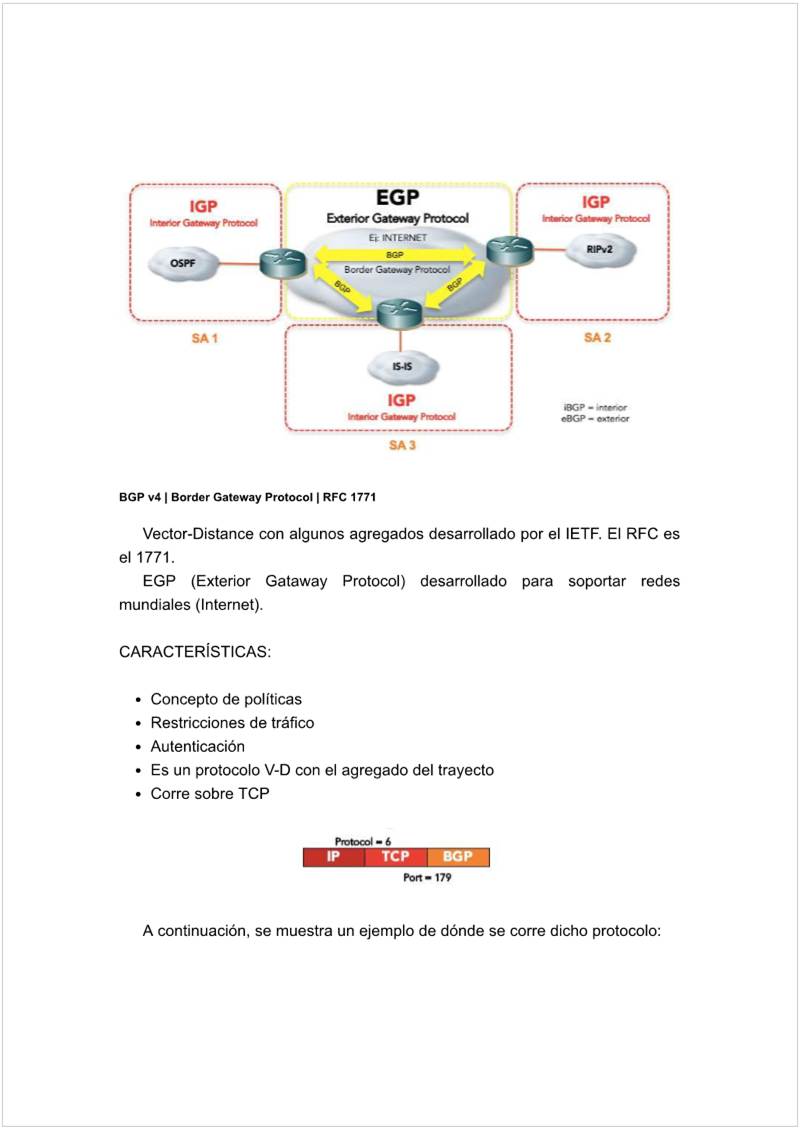 IGP
Interior Gateway Protocol
OSPF
SA 1
EGP
Exterior Gateway Protocol
Ej: INTERNET
BGP
Border Gateway Protocol
BGP
BGP
IGP
Interior Gateway Protocol
RIPv2
SA 2
IS-IS
IGP
Interior Gateway Protocol
SA 3
iBGP = interior
eBGP = exterior
BGP v4 | Border Gateway Protocol | RFC 1771
Vector-Distance con algunos agregados desarrollado por el IETF. El RFC es
el 1771.
EGP (Exterior Gataway Protocol) desarrollado para soportar redes
mundiales (Internet).
CARACTERÍSTICAS:
• Concepto de políticas
• Restricciones de tráfico
• Autenticación
• Es un protocolo V-D con el agregado del trayecto
• Corre sobre TCP
Protocol = 6
IP TCP BGP
Port = 179
A continuación, se muestra un ejemplo de dónde se corre dicho protocolo: